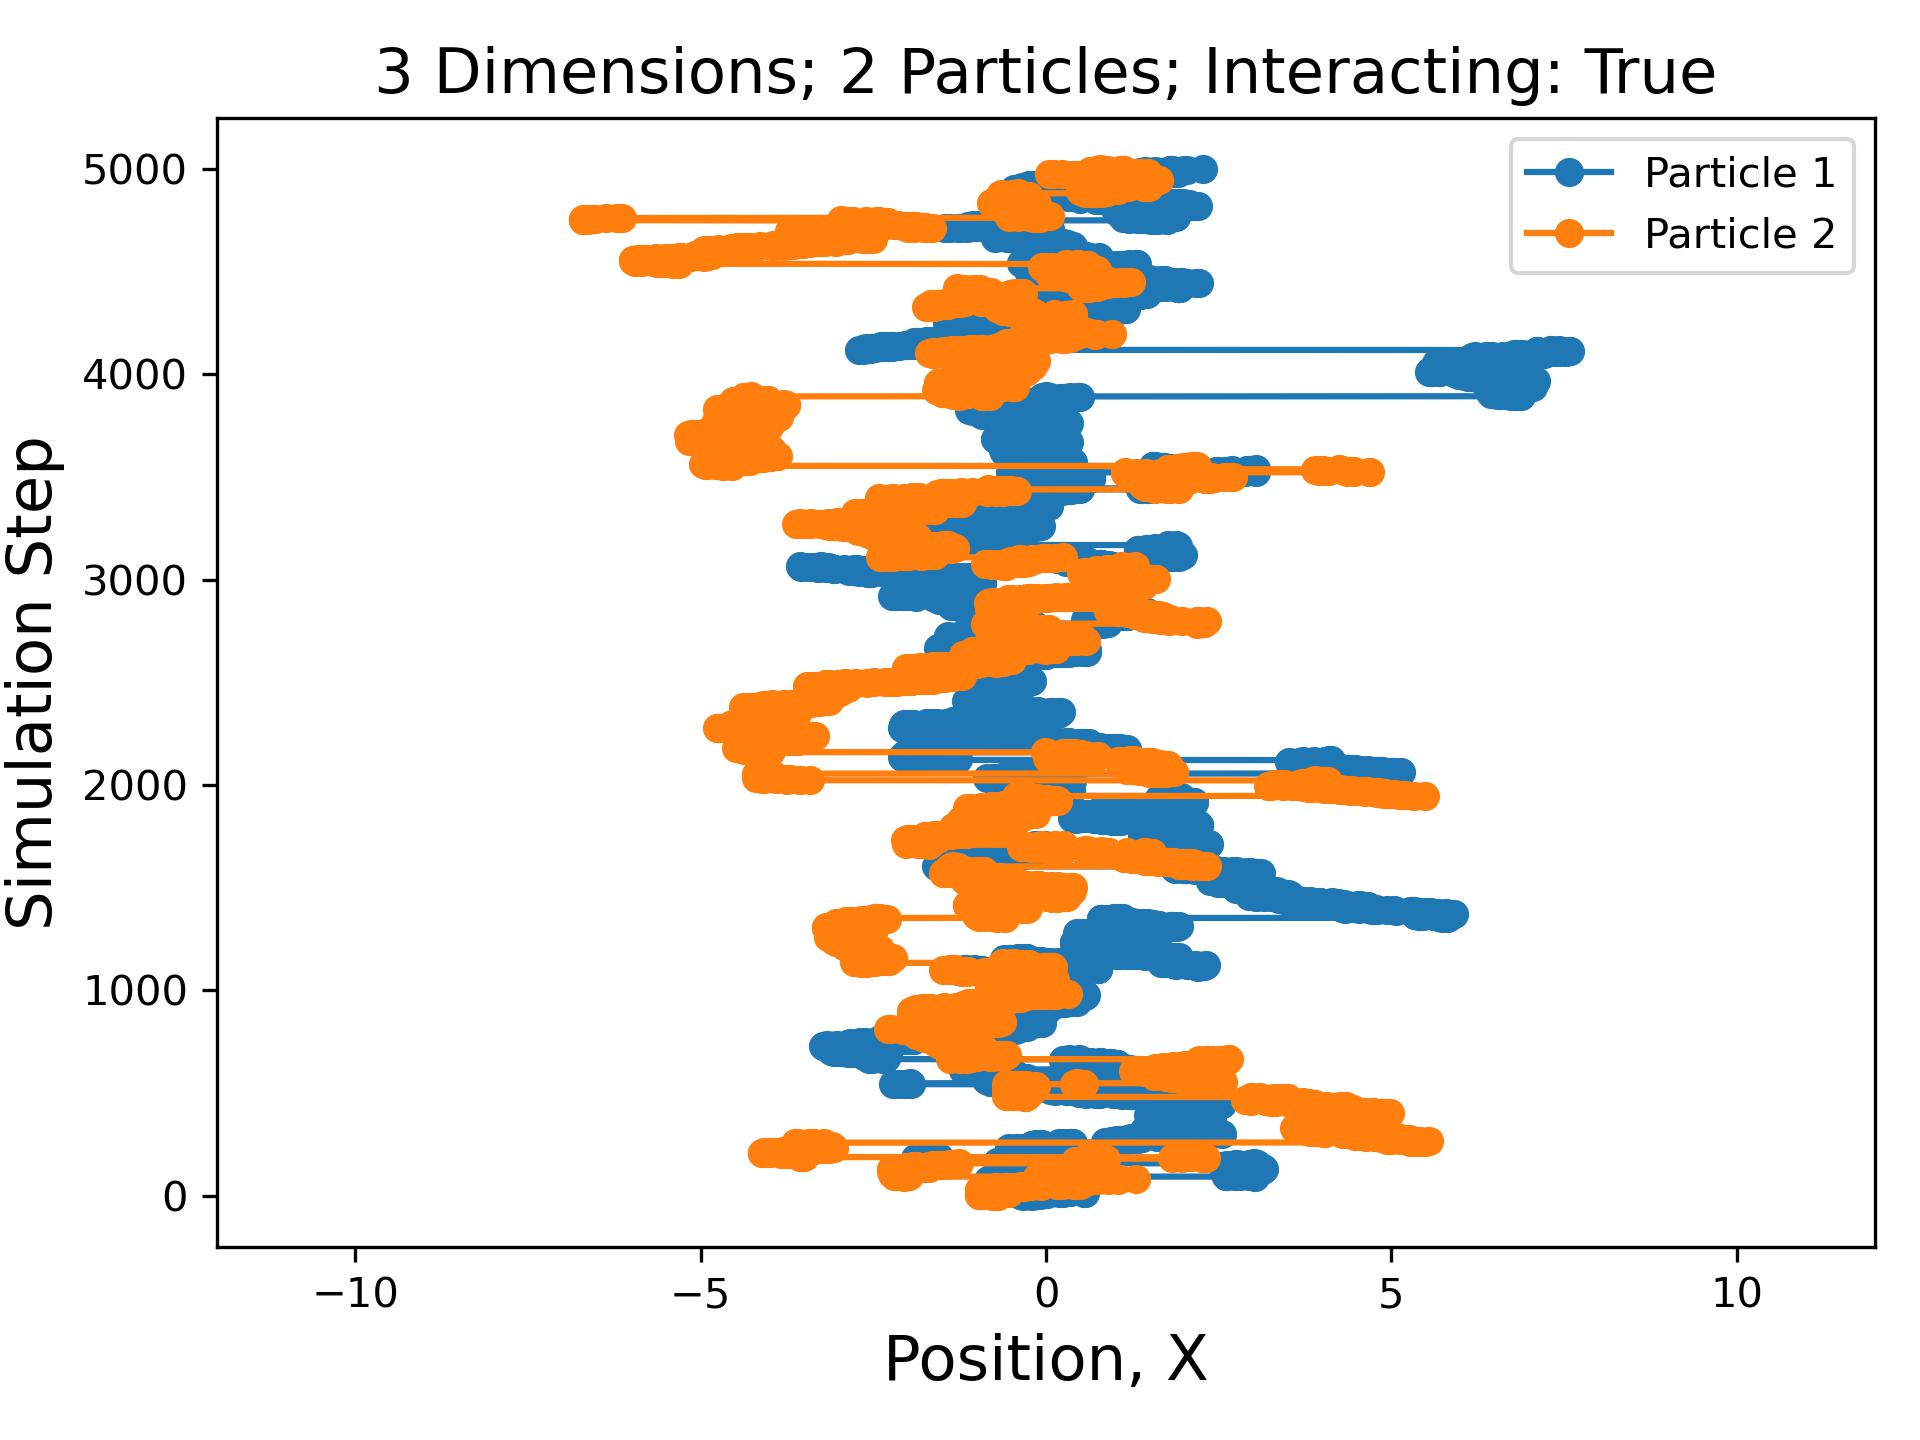 3 Dimensions; 2 Particles; Interacting: True
Particle 1
Particle 2
5000
4000
3000
2000
1000
0
Simulation Step
−10
−5
0
5
10
Position, X